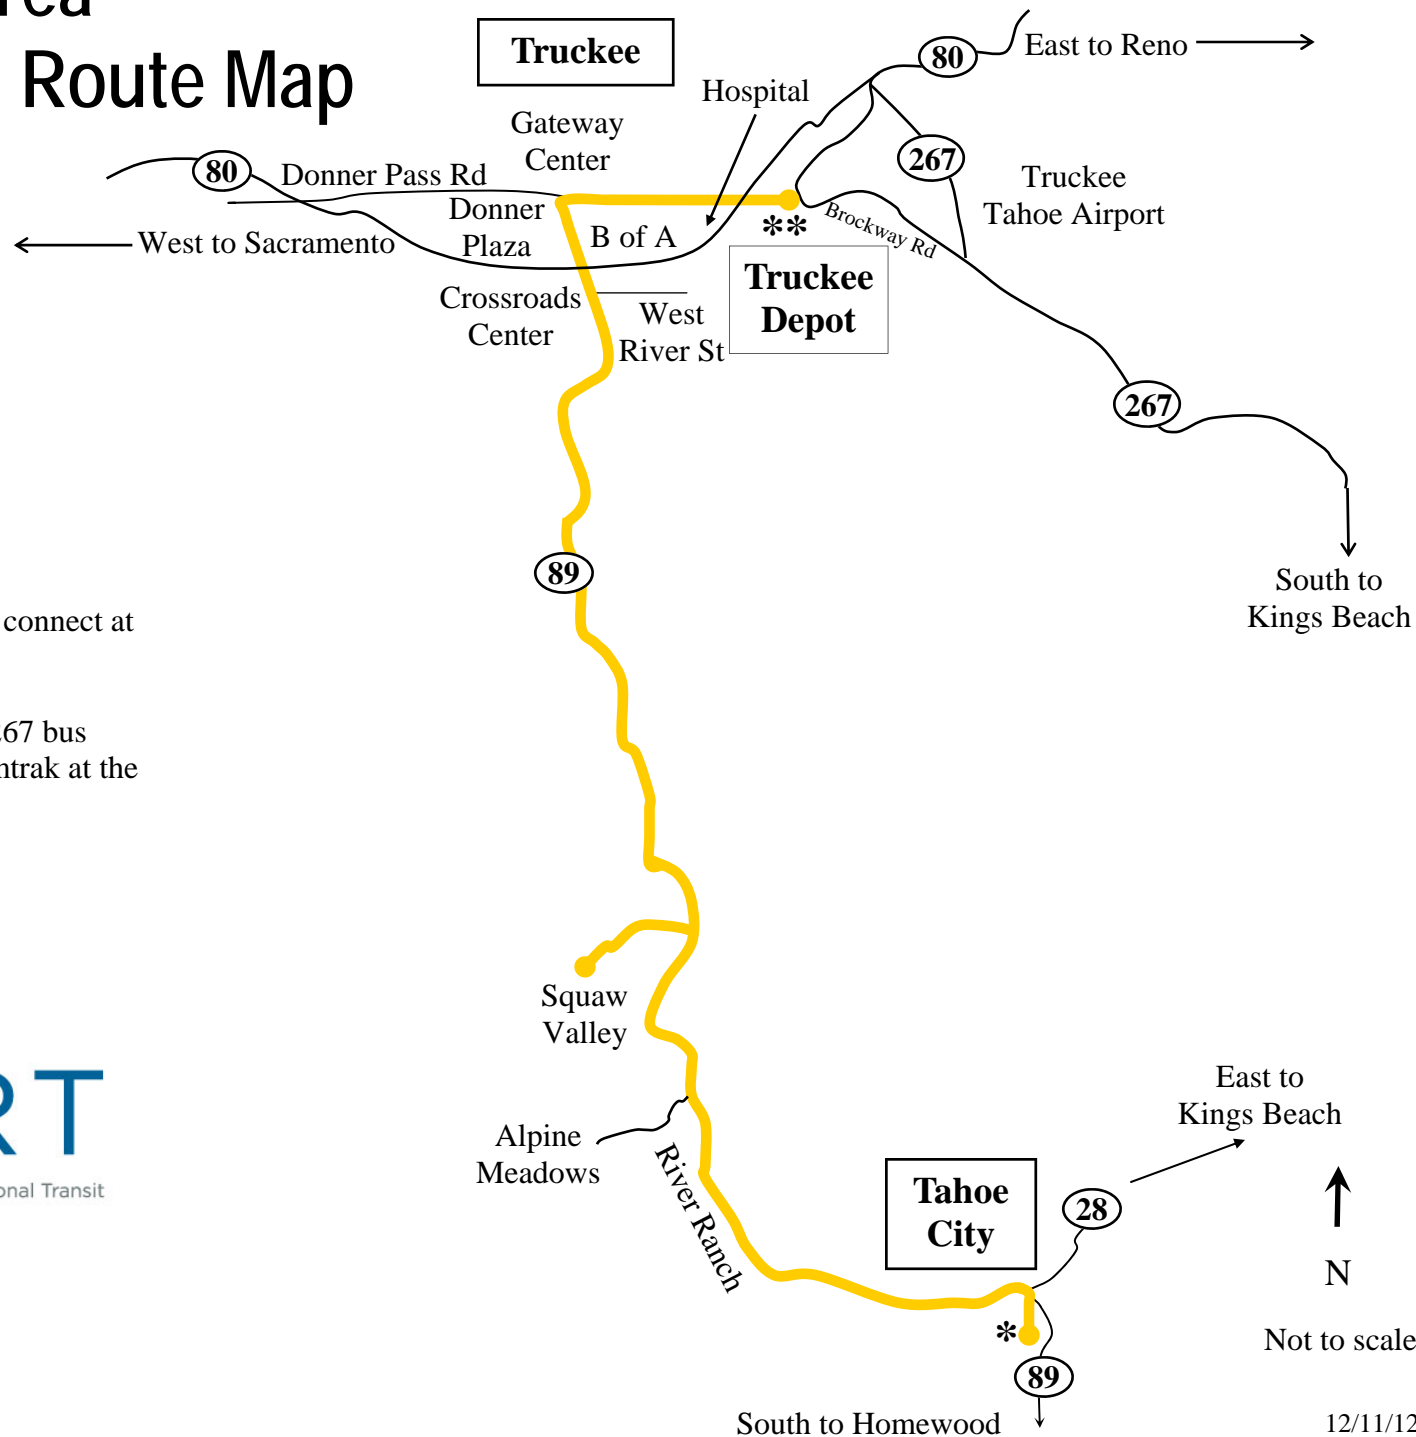 Route Map
Truckee
80
East to Reno
Hospital
Gateway
Center
267
80
Donner Pass Rd
Truckee
Tahoe Airport
Donner
Plaza
B of A
**
Brockway Rd
West to Sacramento
Truckee
Depot
Crossroads
Center
West
River St
267
89
South to
Kings Beach
connect at
67 bus
ntrak at the
Squaw
Valley
RT
onal Transit
Alpine
Meadows
River Ranch
East to
Kings Beach
Tahoe
City
28
N
*
Not to scale
89
South to Homewood
12/11/12